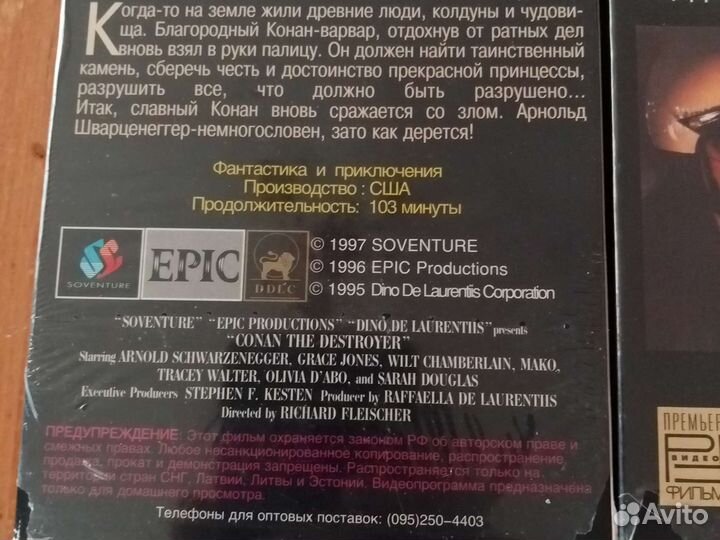 Когда-то на земле жили древние люди, колдуны и чудови-
ща. Благородный Конан-варвар, отдохнув от ратных дел
вновь взял в руки палицу. Он должен найти таинственный
камень, сберечь честь и достоинство прекрасной принцессы,
разрушить все, что должно быть разрушено...
Итак, славный Конан вновь сражается со злом. Арнольд
Шварценеггер-немногословен, зато как дерется!
Фантастика и приключения
Производство : США
Продолжительность: 103 минуты
SOVENTURE
EPIC
DDLC
© 1997 SOVENTURE
© 1996 EPIC Productions
© 1995 Dino De Laurentiis Corporation
"SOVENTURE" "EPIC PRODUCTIONS" "DINO DE LAURENTIIS" presents
"CONAN THE DESTROYER"
Starring ARNOLD SCHWARZENEGGER, GRACE JONES, WILT CHAMBERLAIN, MAKO,
TRACEY WALTER, OLIVIA D'ABO, and SARAH DOUGLAS
Executive Producers STEPHEN F. KESTEN Producer by RAFFAELLA DE LAURENTIIS
Directed by RICHARD FLEISCHER
ПРЕДУПРЕЖДЕНИЕ: Этот фильм охраняется законом РФ об авторском праве и
смежных правах. Любое несанкционированное копирование, распространение
продажа, прокат и демонстрация запрещены. Распространяется только на
территории стран СНГ, Латвии, Литвы и Эстонии. Видеопрограмма предназначена
только для домашнего просмотра.
Телефоны для оптовых поставок: (095)250-4403
ПРЕМЬЕР
ВИДЕО
ФИЛЬМ
Avito